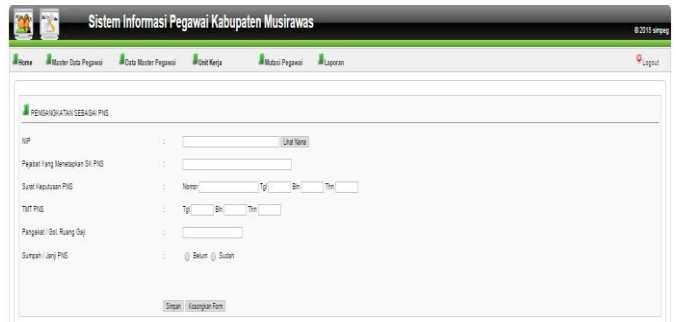 Sistem Informasi Pegawai Kabupaten Musirawas
© 2015 simpeg
Home Master Data Pegawai Data Master Pegawai Unit Kerja Mutasi Pegawai Laporan Logout
PENGANGKATAN SEBAGAI PNS
NIP : Lihat Nama
Pejabat Yang Menetapkan SK PNS :
Surat Keputusan PNS : Nomor Tgl Bln Thn
TMT PNS : Tgl Bln Thn
Pangakat / Gol. Ruang Gaji :
Sumpah / Janji PNS : Belum Sudah
Simpan Kosongkan Form